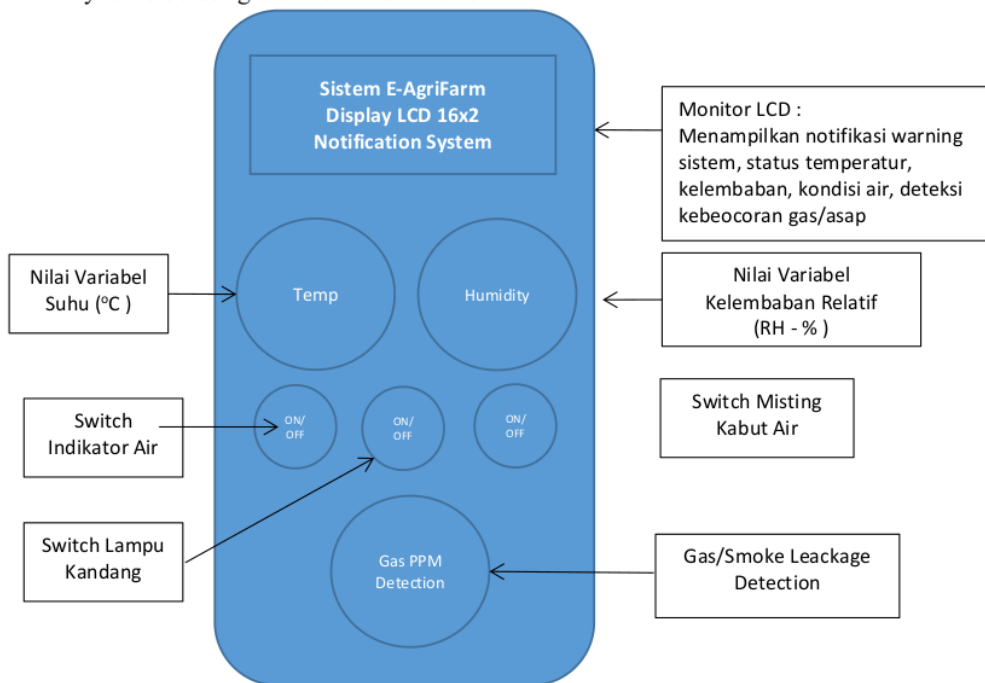 Sistem E-AgriFarm
Display LCD 16x2
Notification System
Monitor LCD :
Menampilkan notifikasi warning
sistem, status temperatur,
kelembaban, kondisi air, deteksi
kebeocoran gas/asap
Nilai Variabel
Suhu (°C )
Temp
Humidity
Nilai Variabel
Kelembaban Relatif
(RH - % )
Switch
Indikator Air
ON/
OFF
ON/
OFF
ON/
OFF
Switch Misting
Kabut Air
Switch Lampu
Kandang
Gas PPM
Detection
Gas/Smoke Leackage
Detection